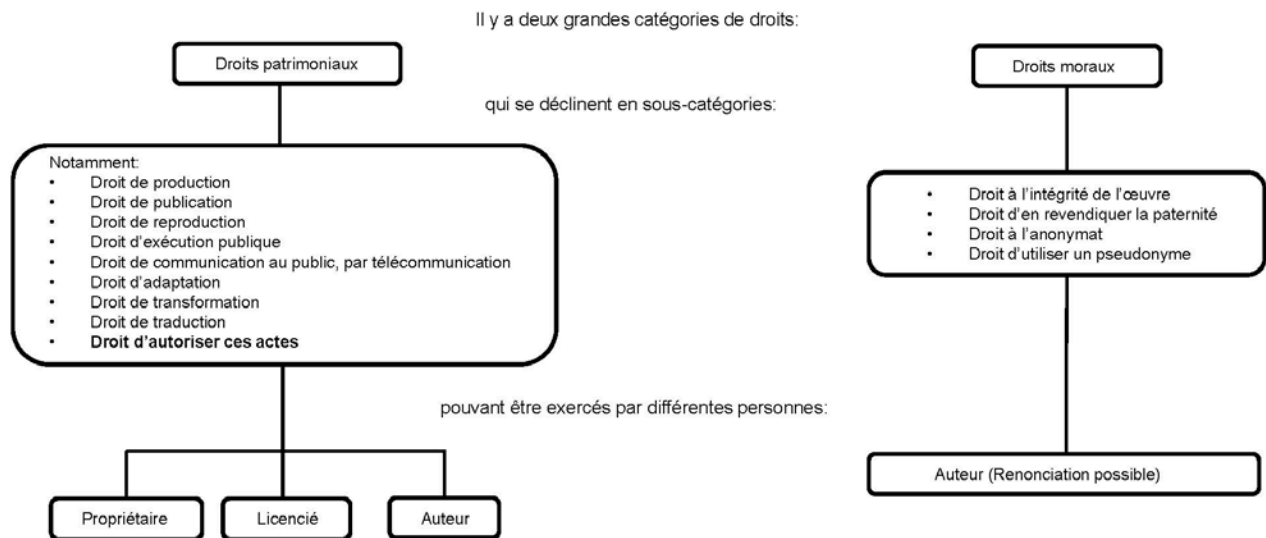 Il y a deux grandes catégories de droits:
Droits patrimoniaux
Droits moraux
qui se déclinent en sous-catégories:
Notamment:
• Droit de production
• Droit de publication
• Droit de reproduction
• Droit d'exécution publique
• Droit de communication au public, par télécommunication
• Droit d'adaptation
• Droit de transformation
• Droit de traduction
• Droit d'autoriser ces actes
• Droit à l'intégrité de l'œuvre
• Droit d'en revendiquer la paternité
• Droit à l'anonymat
• Droit d'utiliser un pseudonyme
pouvant être exercés par différentes personnes:
Propriétaire
Licencié
Auteur
Auteur (Renonciation possible)